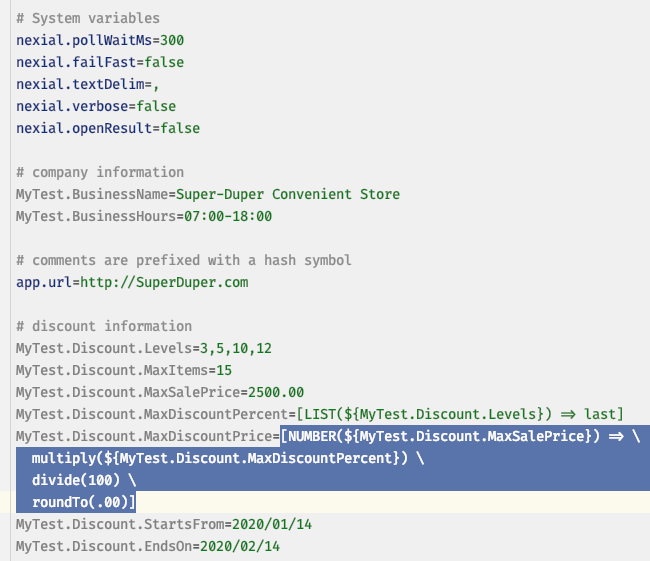 # System variables
nexial.pollWaitMs=300
nexial.failFast=false
nexial.textDelim=,
nexial.verbose=false
nexial.openResult=false
# company information
MyTest.BusinessName=Super-Duper Convenient Store
MyTest.BusinessHours=07:00-18:00
# comments are prefixed with a hash symbol
app.url=http://SuperDuper.com
# discount information
MyTest.Discount.Levels=3,5,10,12
MyTest.Discount.MaxItems=15
MyTest.Discount.MaxSalePrice=2500.00
MyTest.Discount.MaxDiscountPercent=[LIST(${MyTest.Discount.Levels}) => last]
MyTest.Discount.MaxDiscountPrice=[NUMBER(${MyTest.Discount.MaxSalePrice}) => \
multiply(${MyTest.Discount.MaxDiscountPercent}) \
divide(100) \
roundTo(.00)]
MyTest.Discount.StartsFrom=2020/01/14
MyTest.Discount.EndsOn=2020/02/14